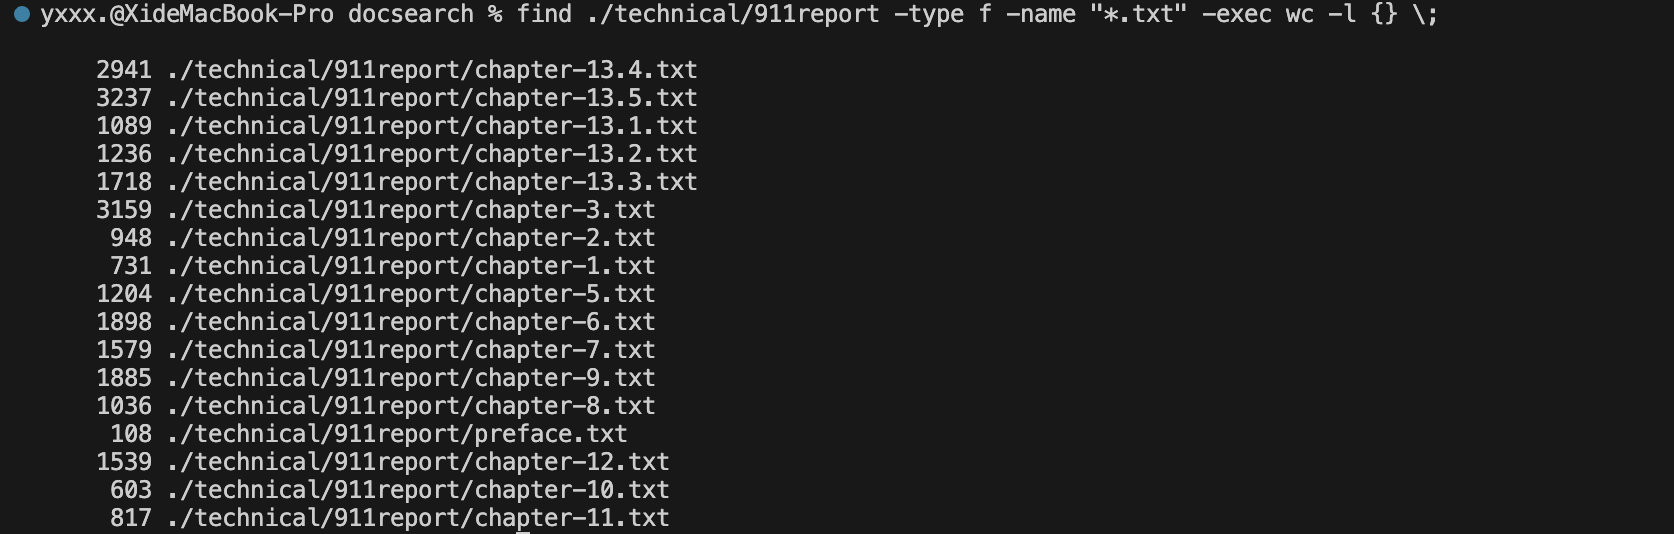 yxxx.@XideMacBook-Pro docsearch % find ./technical/911report -type f -name "*.txt" -exec wc -l {} \;
2941 ./technical/911report/chapter-13.4.txt
3237 ./technical/911report/chapter-13.5.txt
1089 ./technical/911report/chapter-13.1.txt
1236 ./technical/911report/chapter-13.2.txt
1718 ./technical/911report/chapter-13.3.txt
3159 ./technical/911report/chapter-3.txt
948 ./technical/911report/chapter-2.txt
731 ./technical/911report/chapter-1.txt
1204 ./technical/911report/chapter-5.txt
1898 ./technical/911report/chapter-6.txt
1579 ./technical/911report/chapter-7.txt
1885 ./technical/911report/chapter-9.txt
1036 ./technical/911report/chapter-8.txt
108 ./technical/911report/preface.txt
1539 ./technical/911report/chapter-12.txt
603 ./technical/911report/chapter-10.txt
817 ./technical/911report/chapter-11.txt